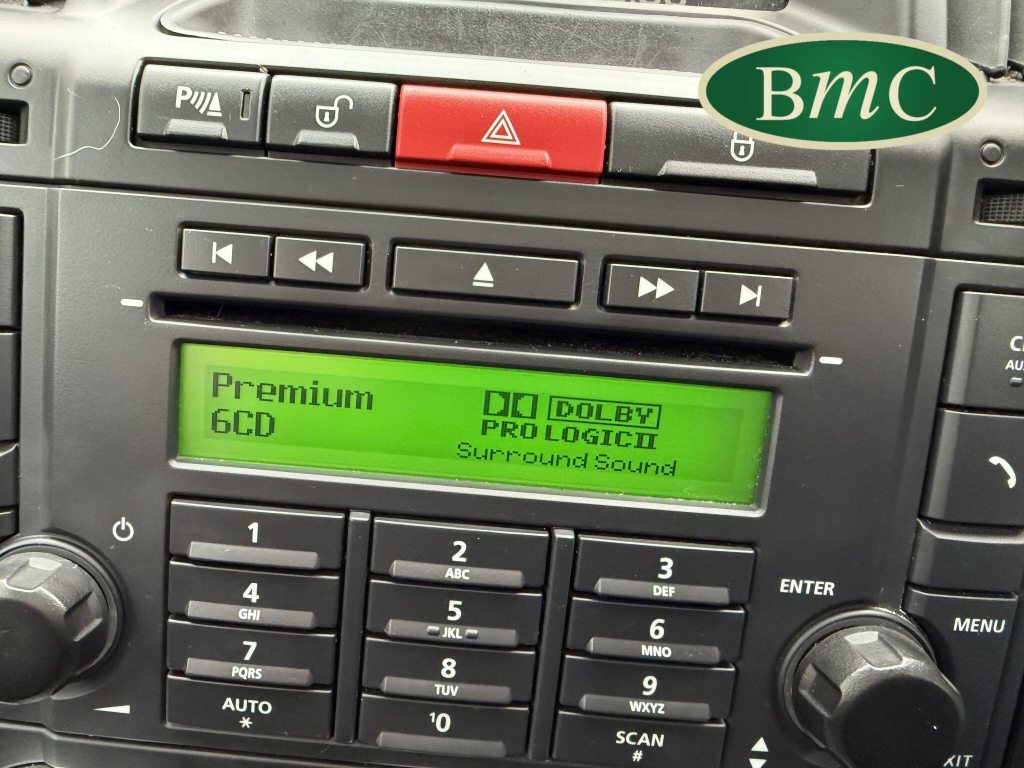 BmC
P
Premium
6CD
DOLBY
PRO LOGIC II
Surround Sound
1
2
ABC
3
DEF
4
GHI
5
JKL
6
MNO
7
PQRS
8
TUV
9
WXYZ
AUTO
*
10
SCAN
#
ENTER
MENU